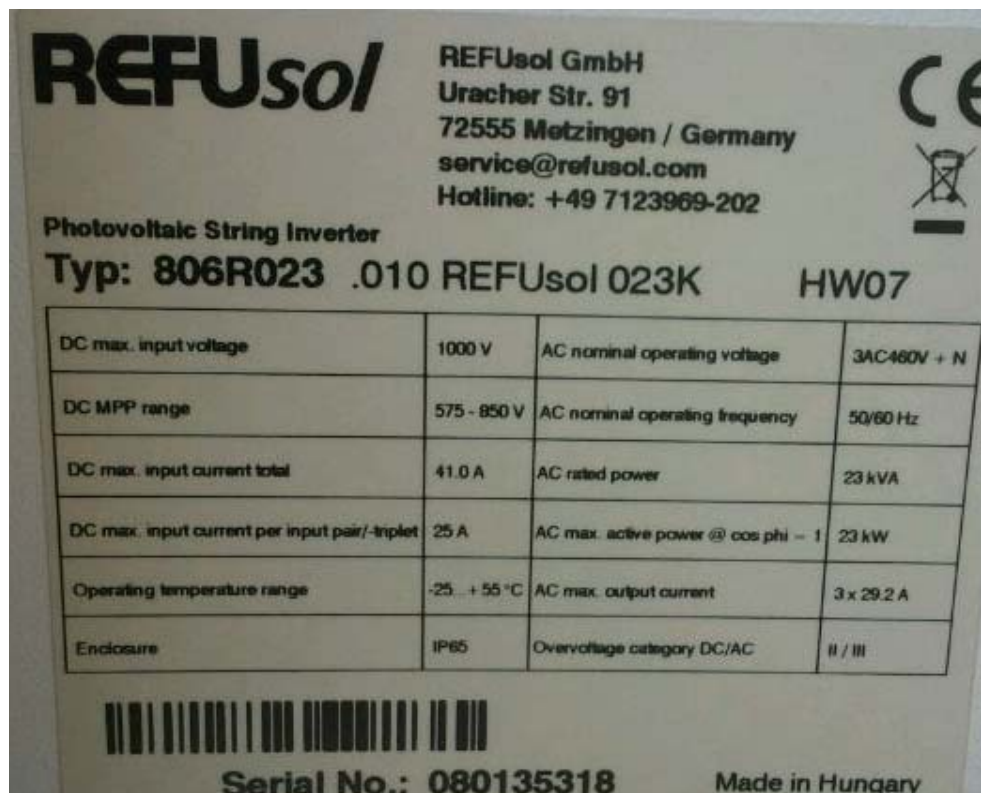 REFUsol
REFUsol GmbH
Uracher Str. 91
72555 Metzingen / Germany
service@refusol.com
Hotline: +49 7123969-202
CE
Photovoltaic String Inverter
Typ: 806R023 .010 REFUsol 023K HW07
DC max. input voltage 1000 V AC nominal operating voltage 3AC460V + N
DC MPP range 575 - 850 V AC nominal operating frequency 50/60 Hz
DC max. input current total 41.0 A AC rated power 23 kVA
DC max. input current per input pair/-triplet 25 A AC max. active power @ cos phi = 1 23 kW
Operating temperature range -25...+ 55 °C AC max. output current 3 x 29.2 A
Enclosure IP65 Overvoltage category DC/AC II / III
Serial No.: 080135318 Made in Hungary